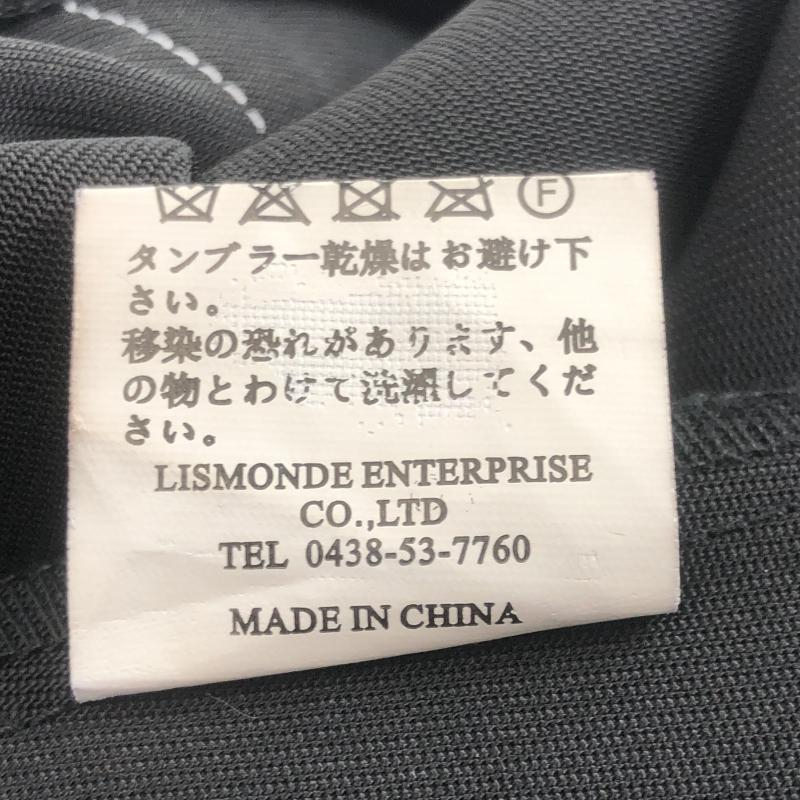 F
タンブラー乾燥はお避け下
さい。
移染の恐れがあります、他
の物とわけて洗濯してくだ
さい。
LISMONDE ENTERPRISE
CO.,LTD
TEL 0438-53-7760
MADE IN CHINA